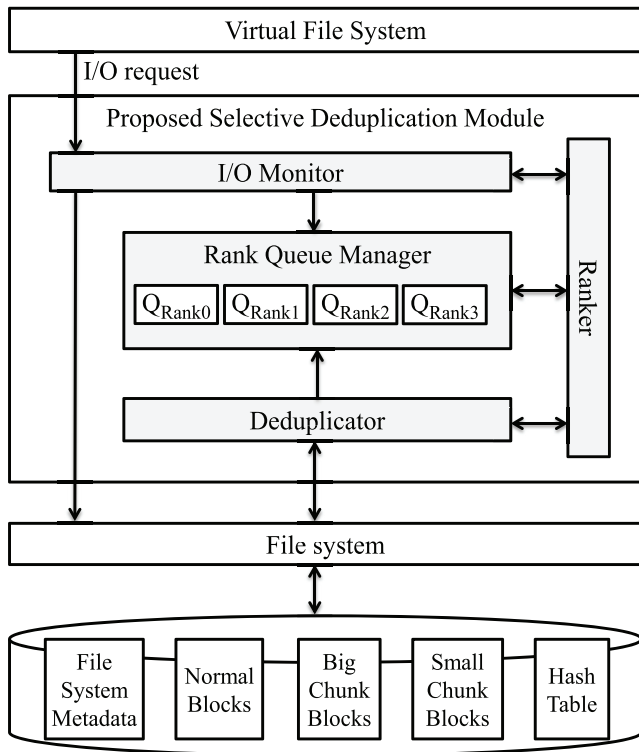 Virtual File System
I/O request
Proposed Selective Deduplication Module
I/O Monitor
Rank Queue Manager
QRank0 QRank1 QRank2 QRank3
Ranker
Deduplicator
File system
File
System
Metadata
Normal
Blocks
Big
Chunk
Blocks
Small
Chunk
Blocks
Hash
Table